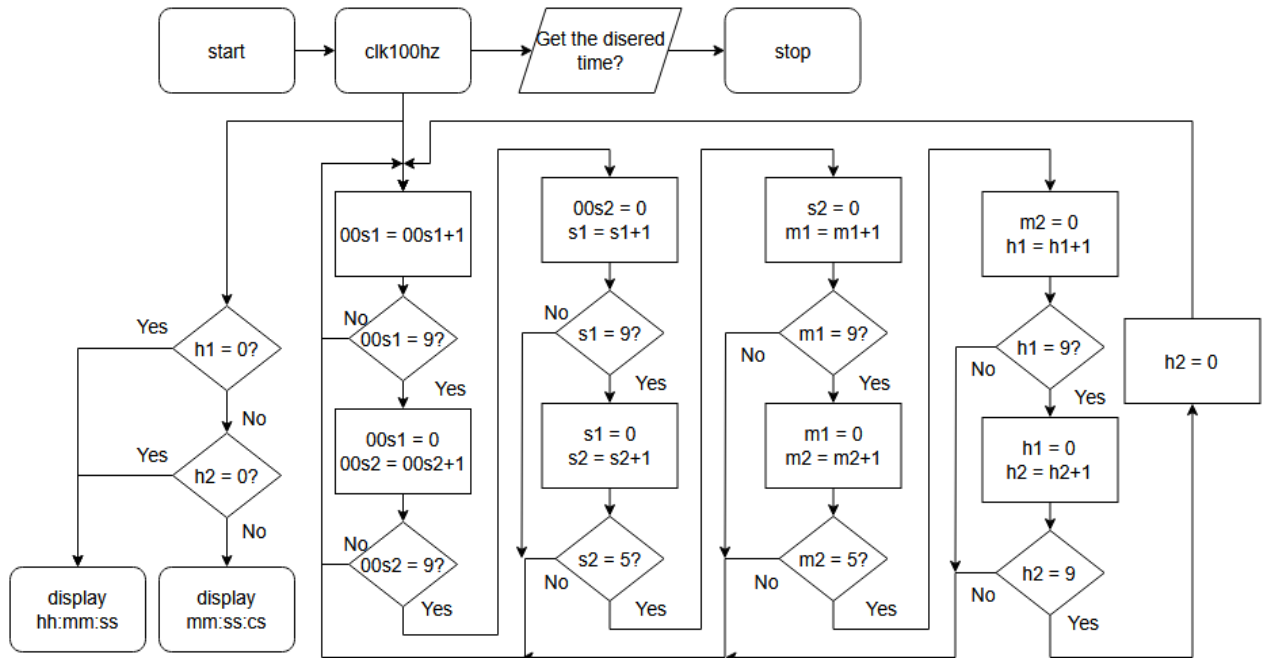 start
clk100hz
Get the disered
time?
stop
00s1 = 00s1+1
No
00s1 = 9?
Yes
00s1 = 0
00s2 = 00s2+1
No
00s2 = 9?
Yes
00s2 = 0
s1 = s1+1
No
s1 = 9?
Yes
s1 = 0
s2 = s2+1
s2 = 5?
No
Yes
s2 = 0
m1 = m1+1
m1 = 9?
No
Yes
m1 = 0
m2 = m2+1
m2 = 5?
No
Yes
m2 = 0
h1 = h1+1
h1 = 9?
No
Yes
h1 = 0
h2 = h2+1
h2 = 9
No
Yes
h2 = 0
Yes
h1 = 0?
No
Yes
h2 = 0?
No
display
hh:mm:ss
display
mm:ss:cs